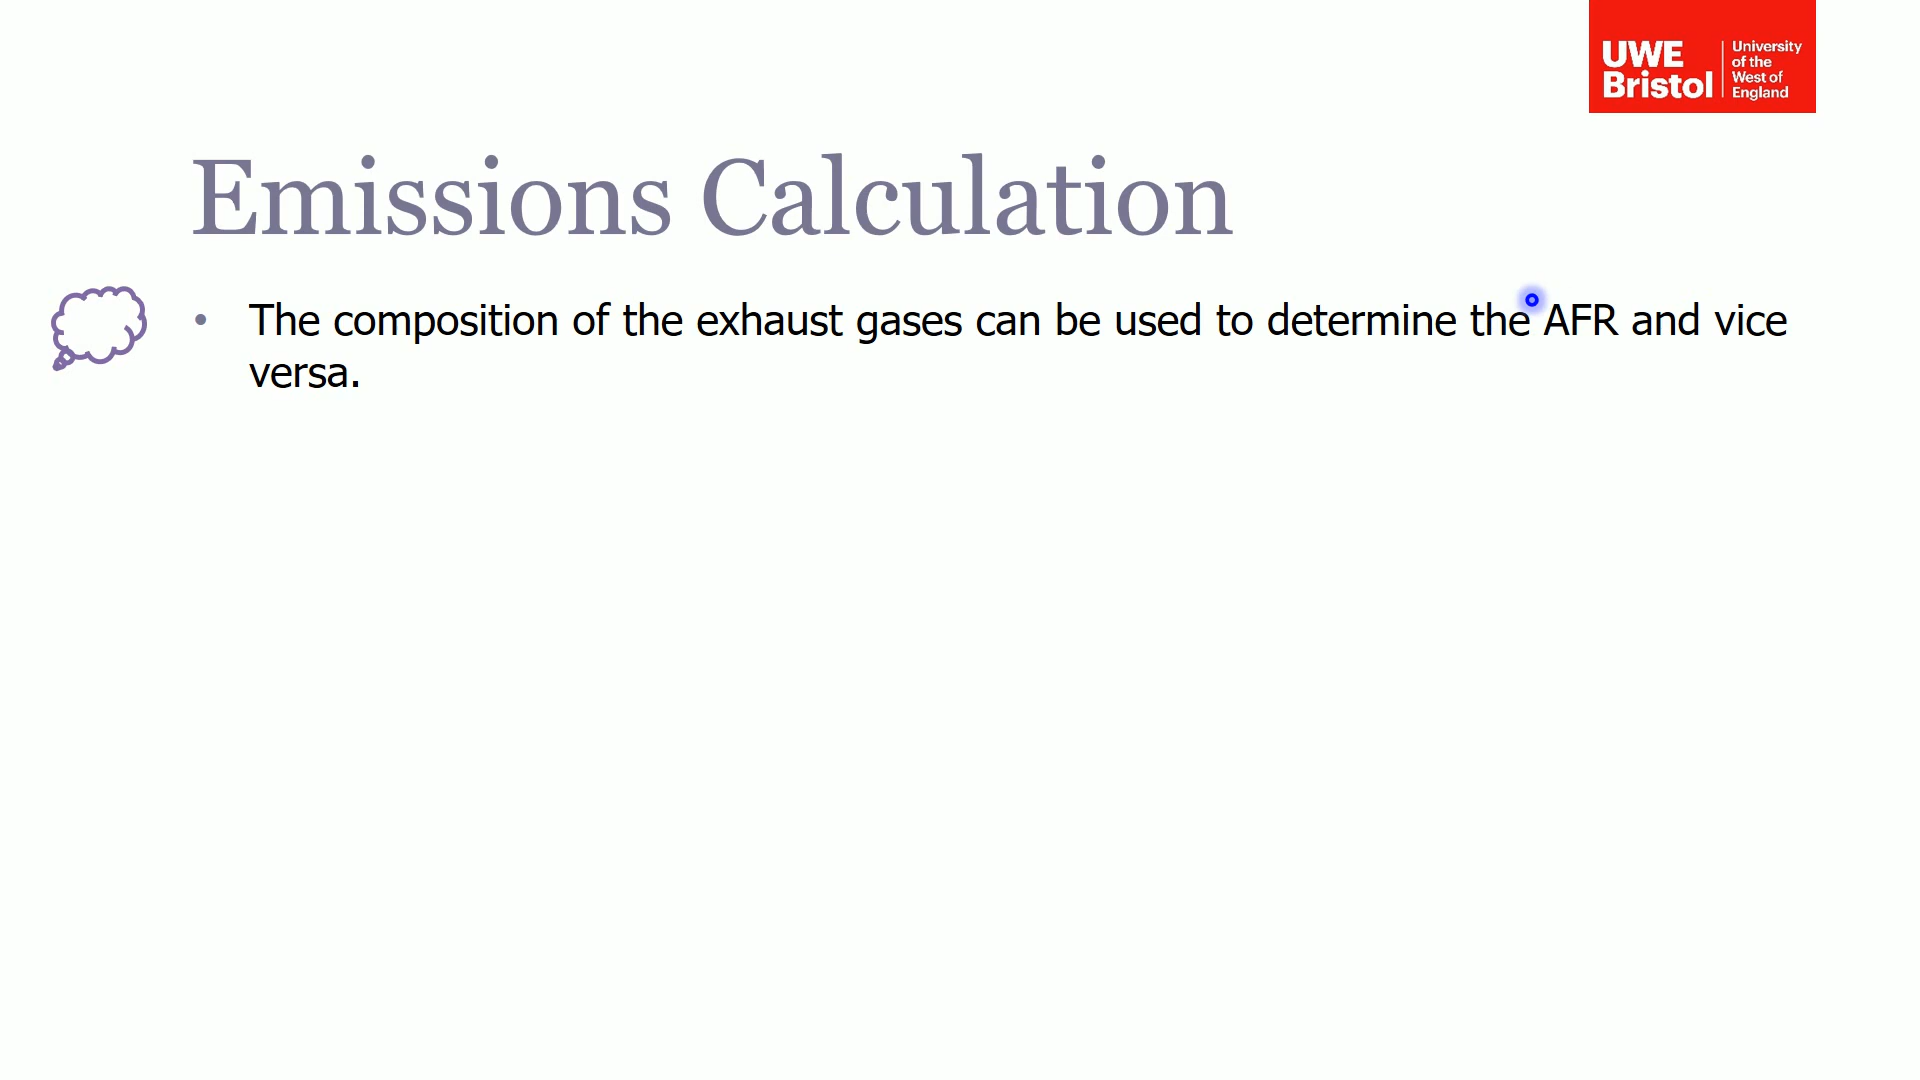 UWE
Bristol
University
of the
West of
England
Emissions Calculation
• The composition of the exhaust gases can be used to determine the AFR and vice
versa.